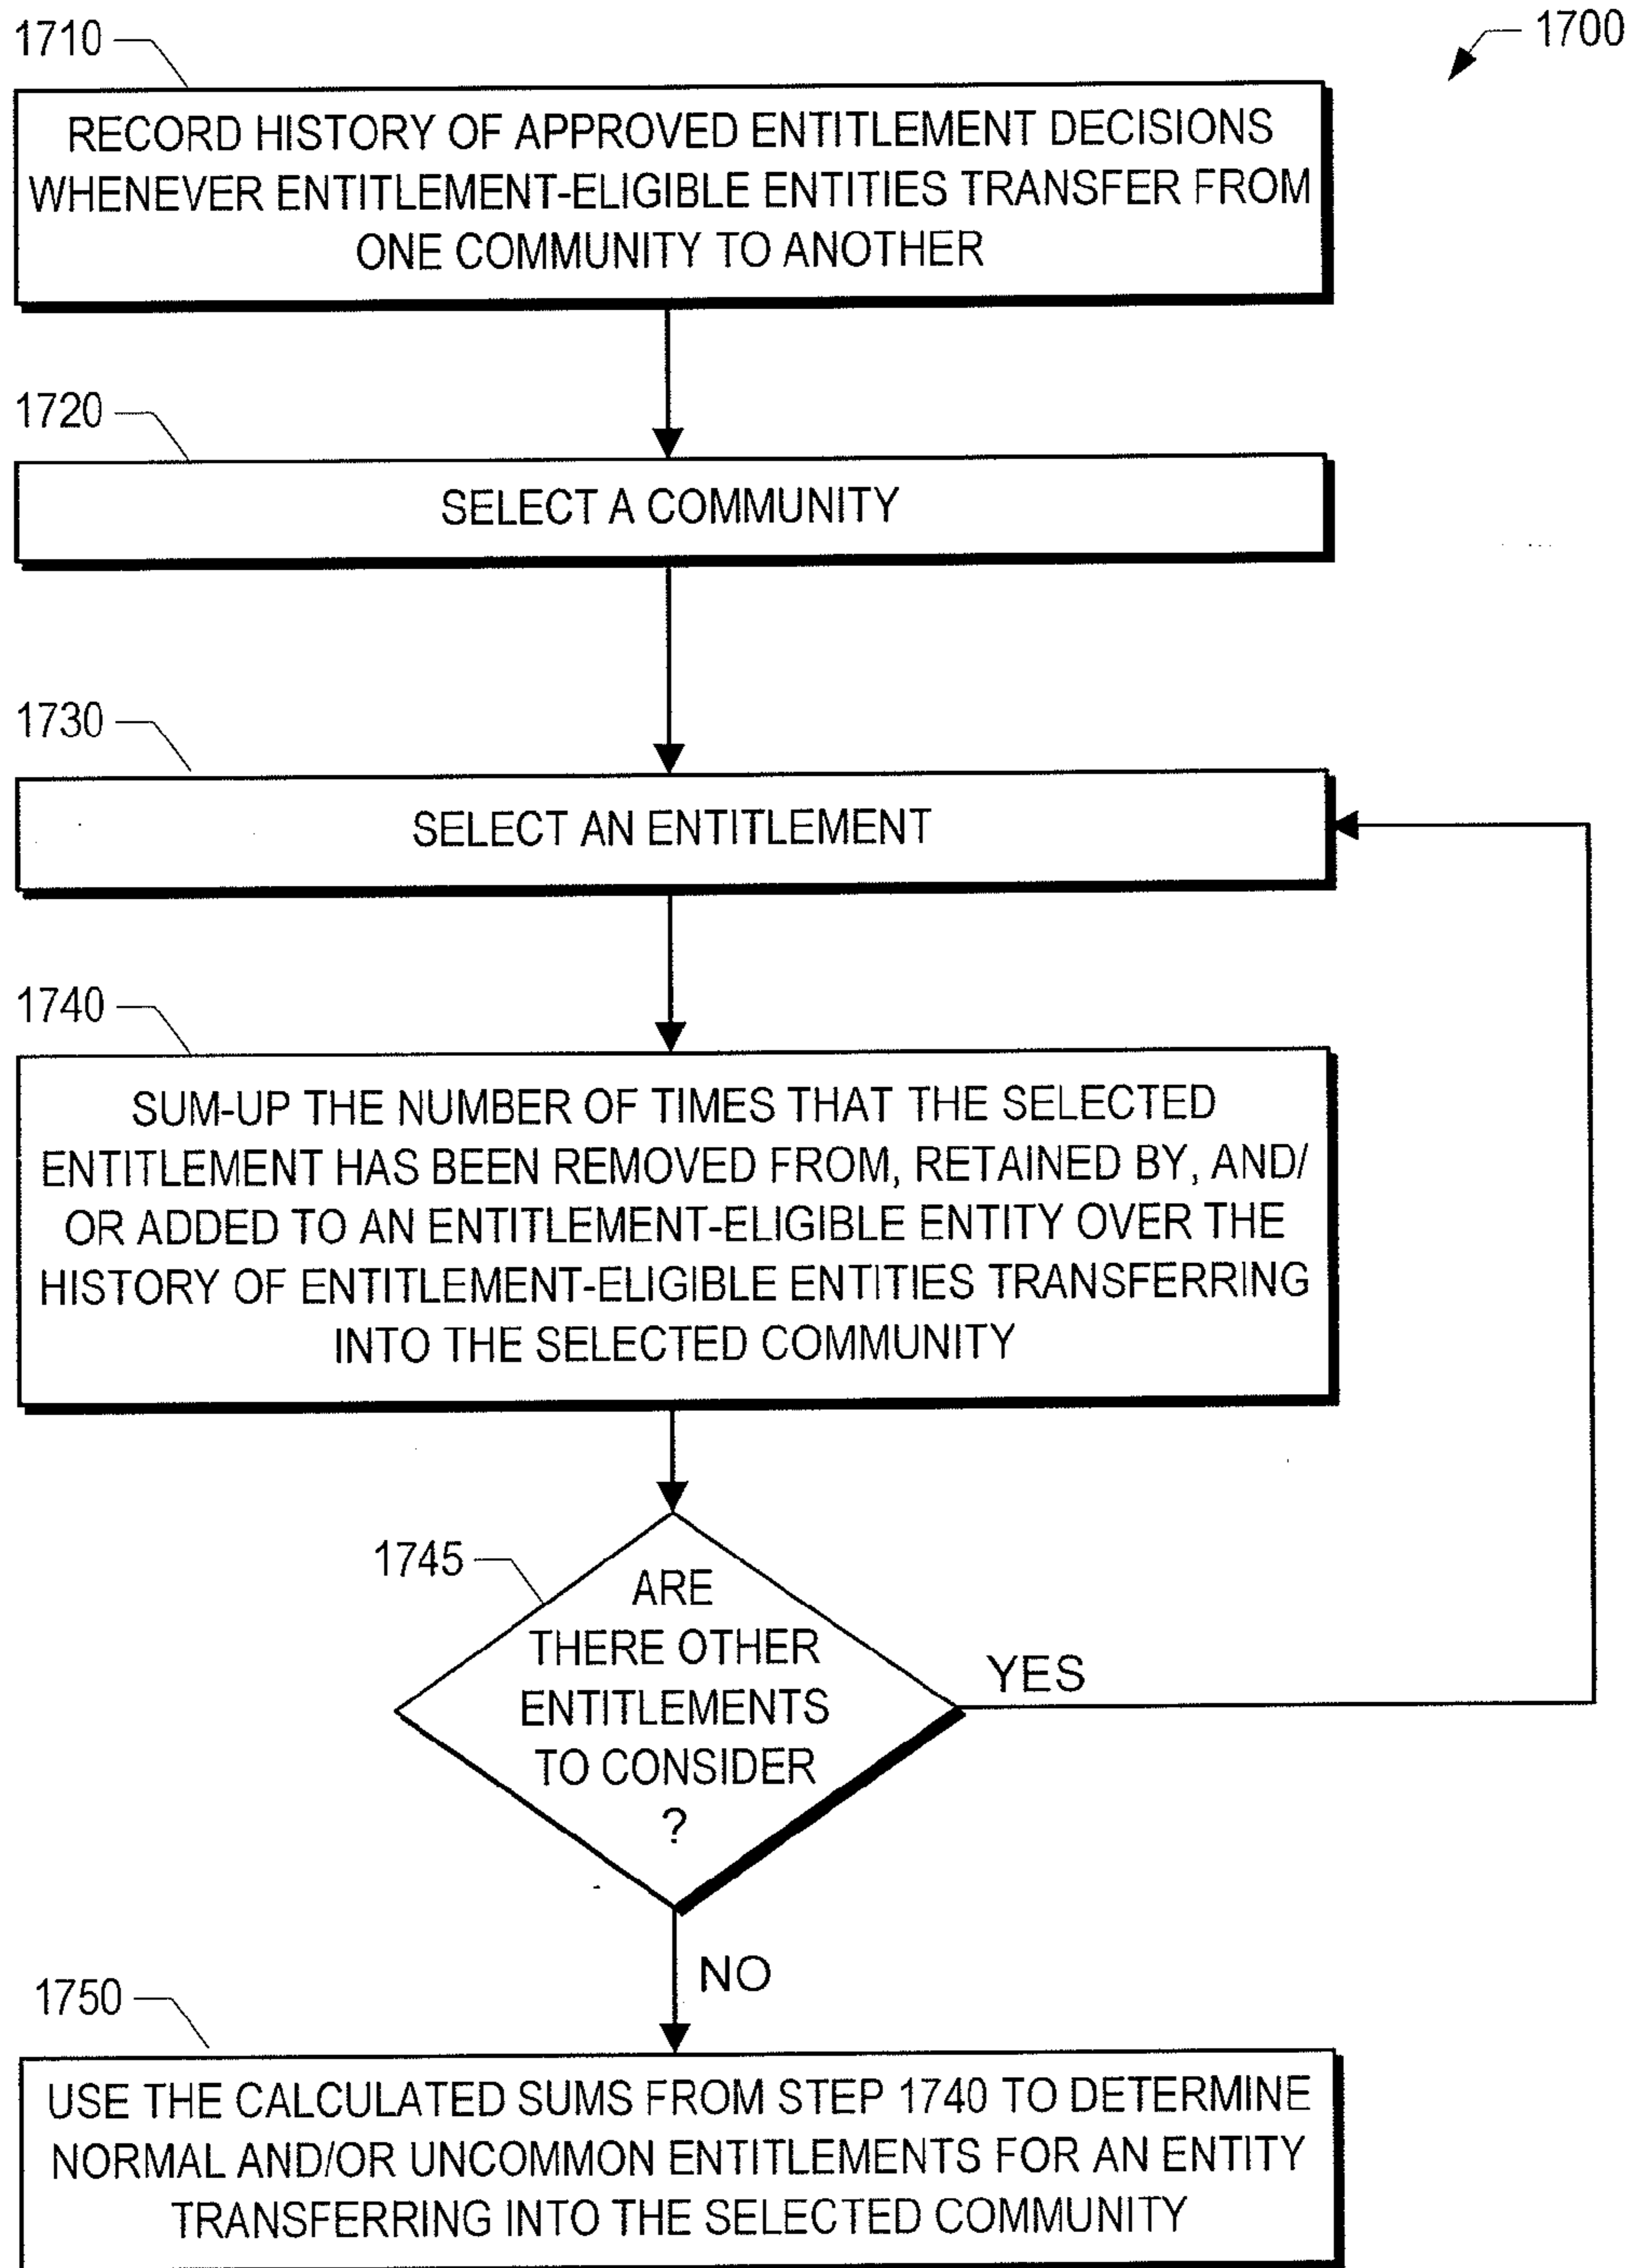 1710
1700
RECORD HISTORY OF APPROVED ENTITLEMENT DECISIONS
WHENEVER ENTITLEMENT-ELIGIBLE ENTITIES TRANSFER FROM
ONE COMMUNITY TO ANOTHER
1720
SELECT A COMMUNITY
1730
SELECT AN ENTITLEMENT
1740
SUM-UP THE NUMBER OF TIMES THAT THE SELECTED
ENTITLEMENT HAS BEEN REMOVED FROM, RETAINED BY, AND/
OR ADDED TO AN ENTITLEMENT-ELIGIBLE ENTITY OVER THE
HISTORY OF ENTITLEMENT-ELIGIBLE ENTITIES TRANSFERRING
INTO THE SELECTED COMMUNITY
1745
ARE
THERE OTHER
ENTITLEMENTS
TO CONSIDER
?
YES
NO
1750
USE THE CALCULATED SUMS FROM STEP 1740 TO DETERMINE
NORMAL AND/OR UNCOMMON ENTITLEMENTS FOR AN ENTITY
TRANSFERRING INTO THE SELECTED COMMUNITY